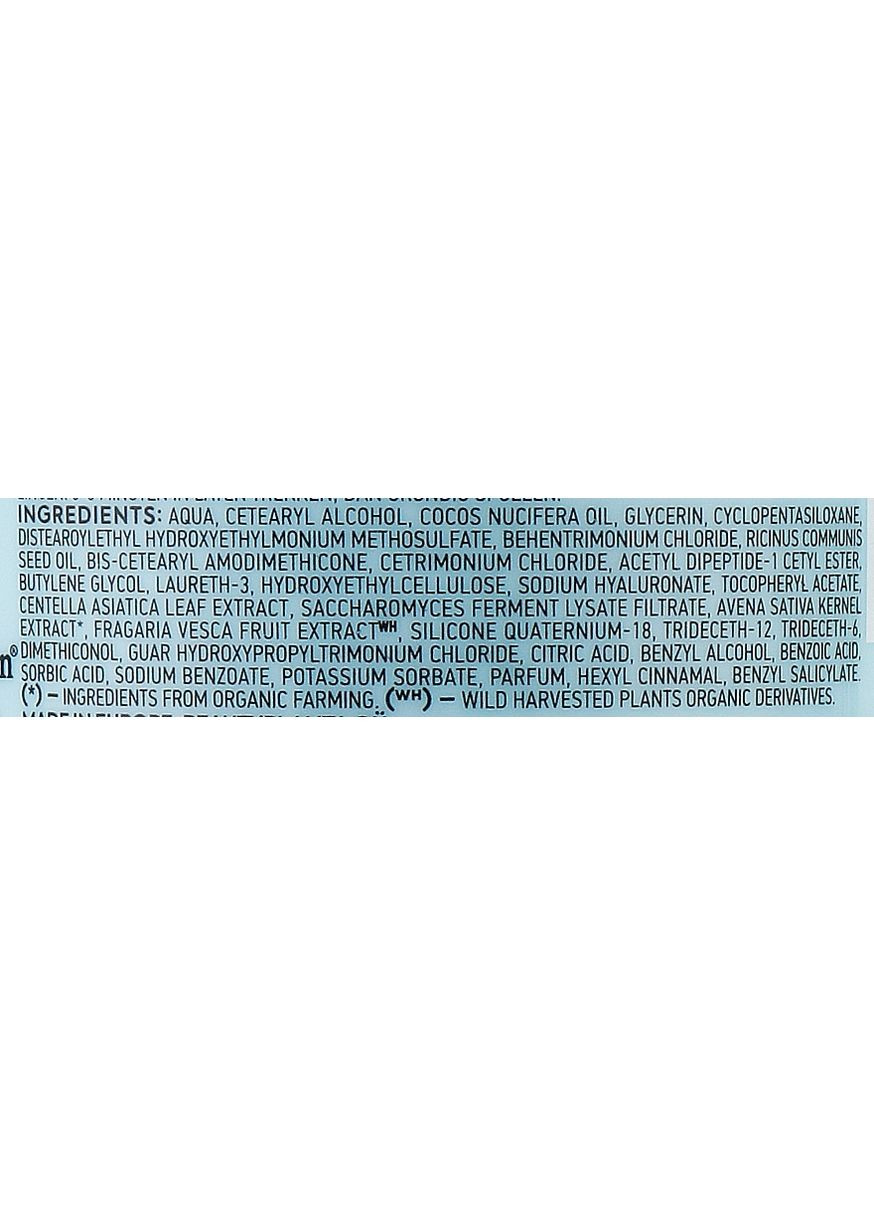 INGREDIENTS: AQUA, CETEARYL ALCOHOL, COCOS NUCIFERA OIL, GLYCERIN, CYCLOPENTASILOXANE,
DISTEAROYLETHYL HYDROXYETHYLMONIUM METHOSULFATE, BEHENTRIMONIUM CHLORIDE, RICINUS COMMUNIS
SEED OIL, BIS-CETEARYL AMODIMETHICONE, CETRIMONIUM CHLORIDE, ACETYL DIPEPTIDE-1 CETYL ESTER,
BUTYLENE GLYCOL, LAURETH-3, HYDROXYETHYLCELLULOSE, SODIUM HYALURONATE, TOCOPHERYL ACETATE,
CENTELLA ASIATICA LEAF EXTRACT, SACCHAROMYCES FERMENT LYSATE FILTRATE, AVENA SATIVA KERNEL
EXTRACT*, FRAGARIA VESCA FRUIT EXTRACTᵂᴴ, SILICONE QUATERNIUM-18, TRIDECETH-12, TRIDECETH-6,
n® DIMETHICONOL, GUAR HYDROXYPROPYLTRIMONIUM CHLORIDE, CITRIC ACID, BENZYL ALCOHOL, BENZOIC ACID,
SORBIC ACID, SODIUM BENZOATE, POTASSIUM SORBATE, PARFUM, HEXYL CINNAMAL, BENZYL SALICYLATE.
(*) – INGREDIENTS FROM ORGANIC FARMING. (ᵂᴴ) – WILD HARVESTED PLANTS ORGANIC DERIVATIVES.